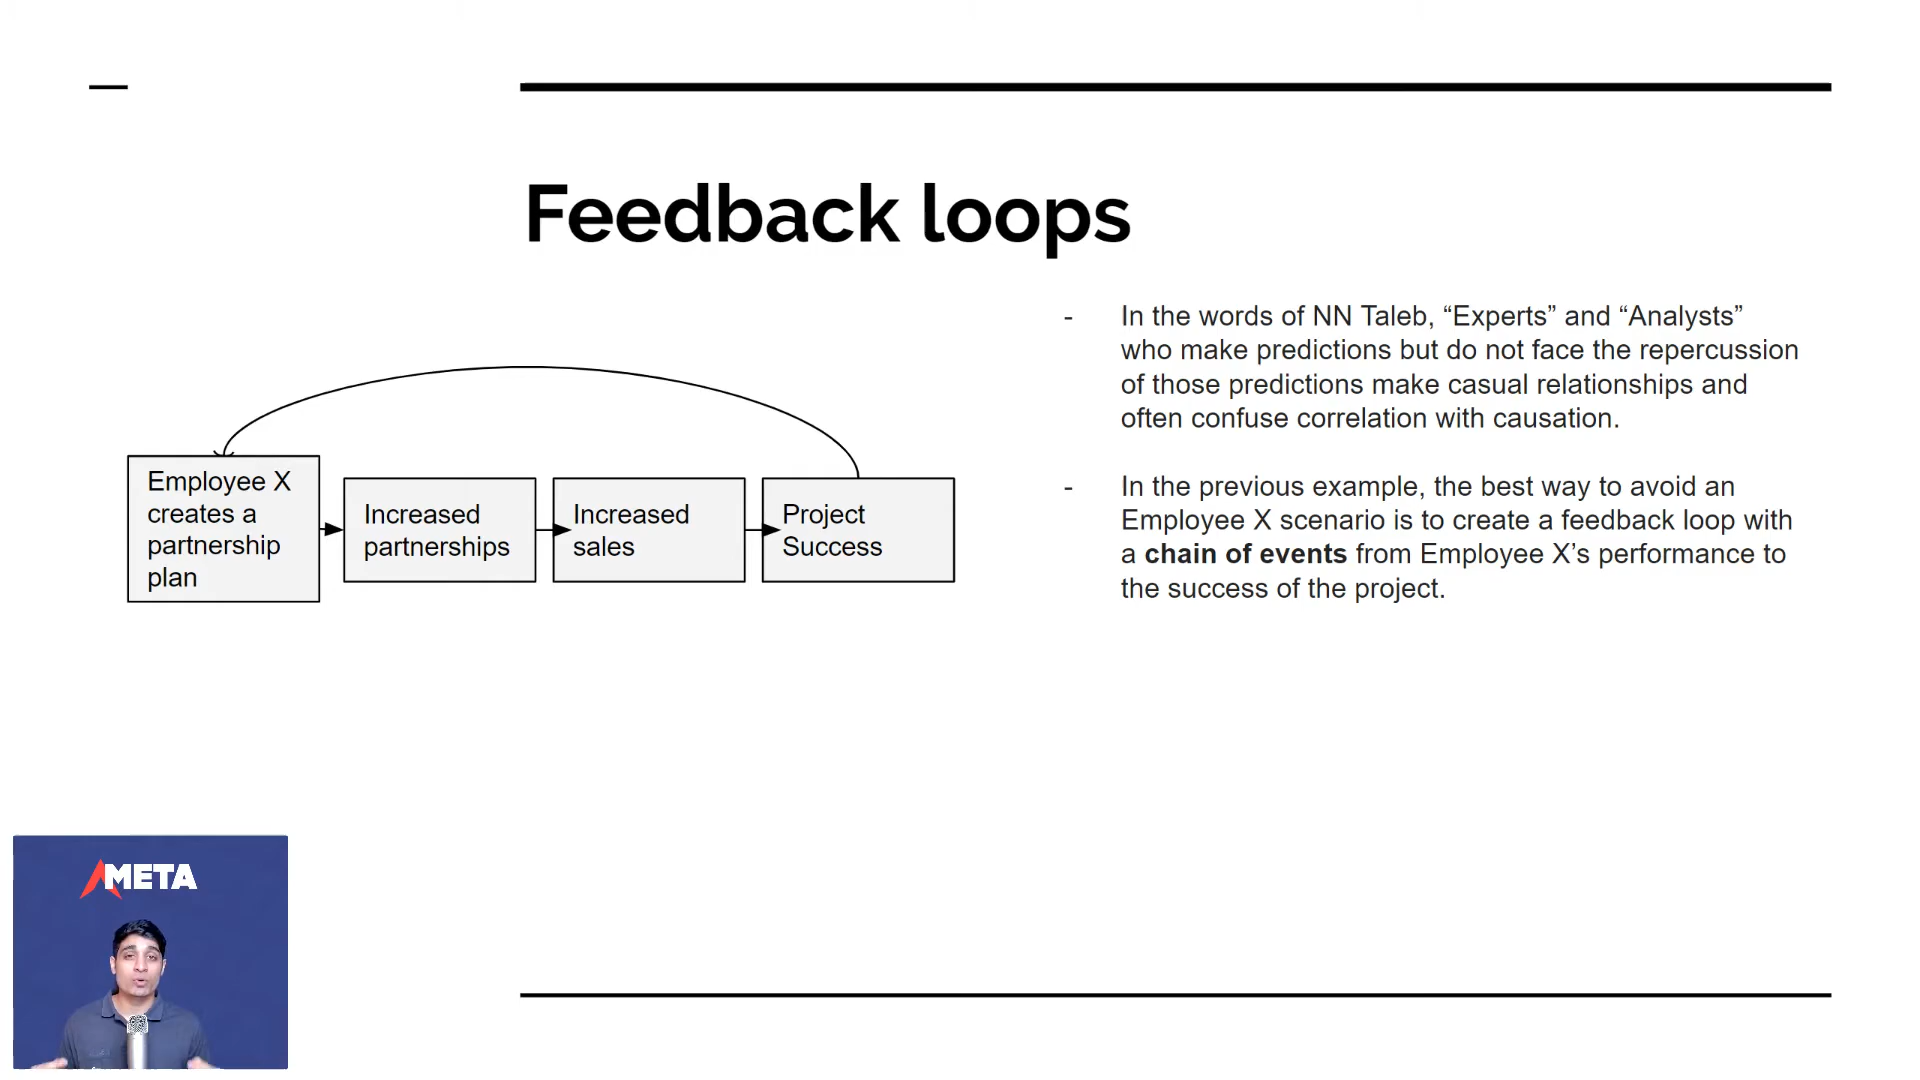 Feedback loops
Employee X
creates a
partnership
plan
Increased
partnerships
Increased
sales
Project
Success
- In the words of NN Taleb, “Experts” and “Analysts”
who make predictions but do not face the repercussion
of those predictions make casual relationships and
often confuse correlation with causation.
- In the previous example, the best way to avoid an
Employee X scenario is to create a feedback loop with
a chain of events from Employee X’s performance to
the success of the project.
META